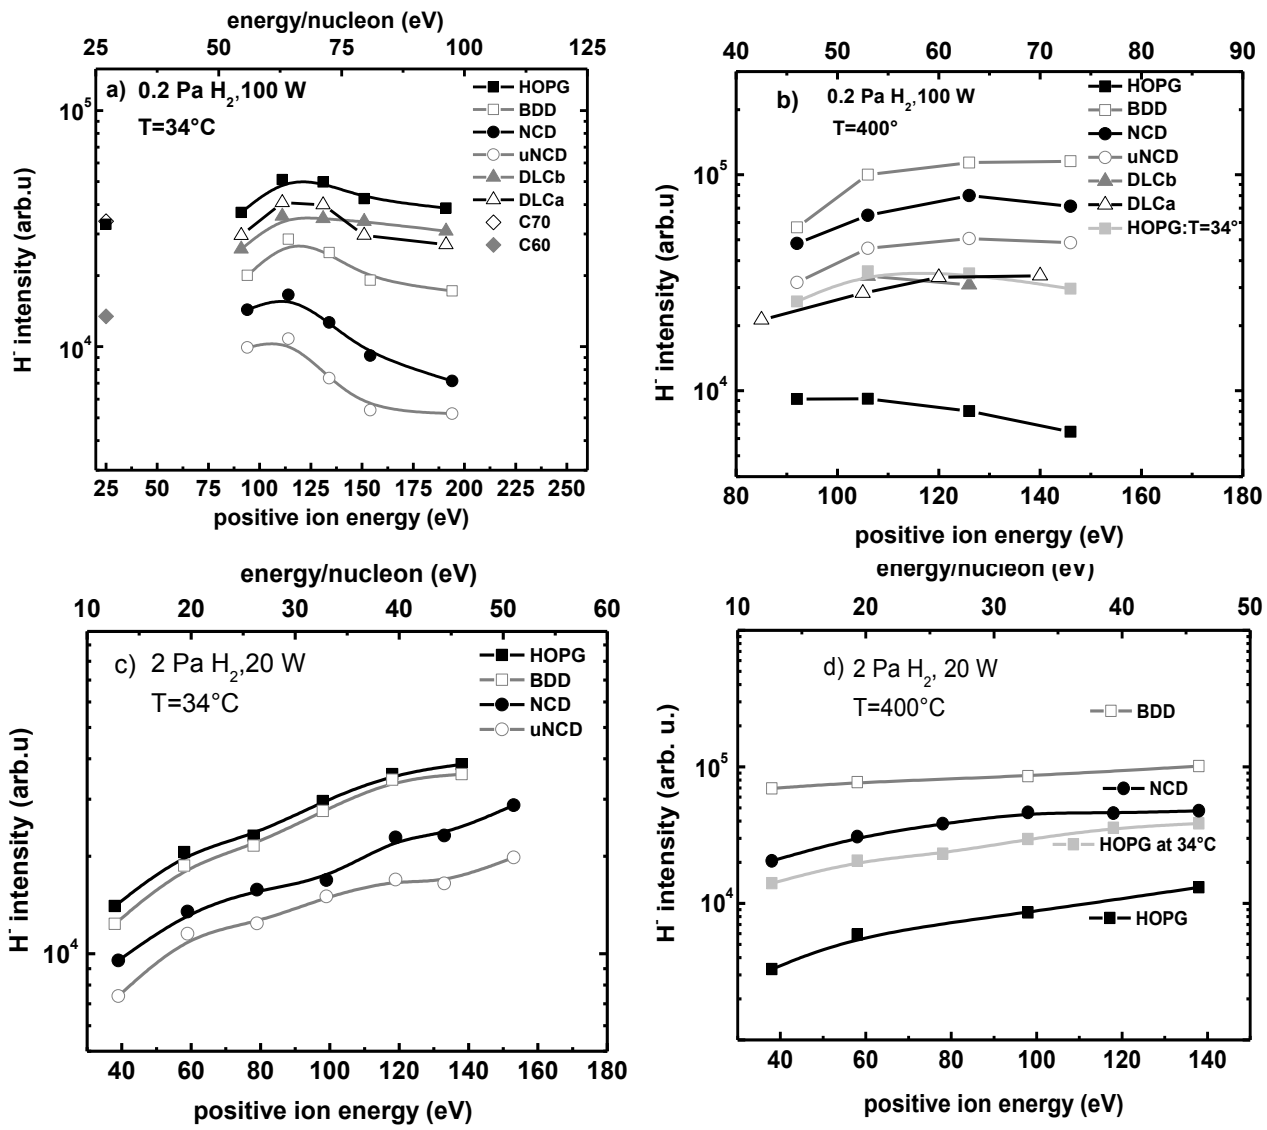 energy/nucleon (eV)
25 50 75 100 125
a) 0.2 Pa H2,100 W
T=34°C
HOPG
BDD
NCD
uNCD
DLCb
DLCa
C70
C60
10^5
10^4
H^- intensity (arb.u)
25 50 75 100 125 150 175 200 225 250
positive ion energy (eV)
40 50 60 70 80 90
b) 0.2 Pa H2,100 W
T=400°
HOPG
BDD
NCD
uNCD
DLCb
DLCa
HOPG:T=34°
10^5
10^4
H^- intensity (arb.u)
80 100 120 140 160 180
positive ion energy (eV)
energy/nucleon (eV)
10 20 30 40 50 60
c) 2 Pa H2,20 W
T=34°C
HOPG
BDD
NCD
uNCD
10^4
H^- intensity (arb.u)
40 60 80 100 120 140 160 180
positive ion energy (eV)
energy/nucleon (eV)
10 20 30 40 50
d) 2 Pa H2, 20 W
T=400°C
BDD
NCD
HOPG at 34°C
HOPG
10^5
10^4
H^- intensity (arb. u.)
40 60 80 100 120 140
positive ion energy (eV)